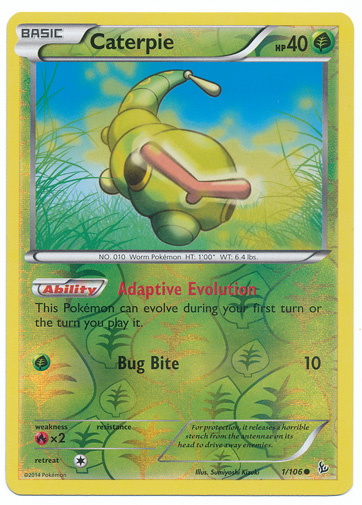 BASIC
Caterpie
HP40
NO. 010 Worm Pokémon HT. 1'00" WT. 6.4 lbs.
Ability
Adaptive Evolution
This Pokémon can evolve during your first turn or
the turn you play it.
Bug Bite 10
weakness resistance
×2
retreat
For protection, it releases a horrible
stench from the antennae on its
head to drive away enemies.
©2014 Pokémon
Illus. Sumiyoshi Kizuki
1/106